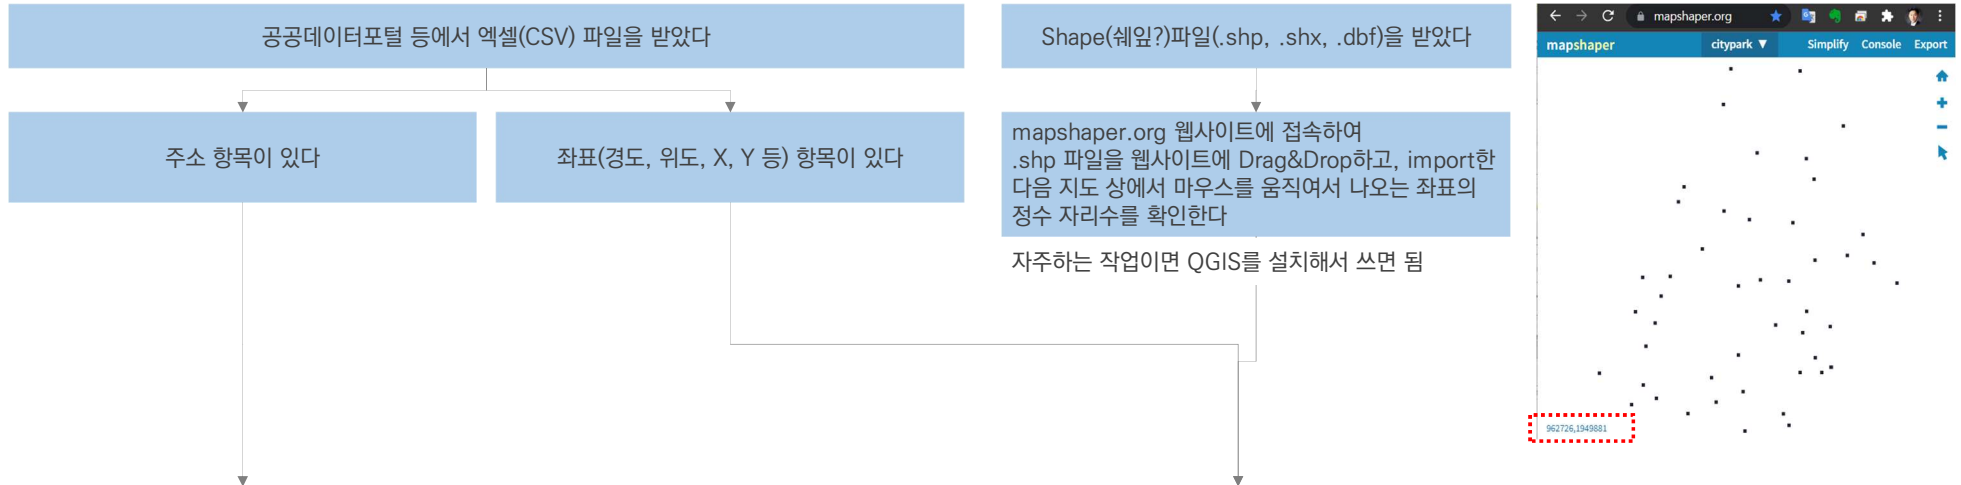 공공데이터포털 등에서 엑셀(CSV) 파일을 받았다
주소 항목이 있다
좌표(경도, 위도, X, Y 등) 항목이 있다
Shape(쉐잎?)파일(.shp, .shx, .dbf)을 받았다
mapshaper.org 웹사이트에 접속하여
.shp 파일을 웹사이트에 Drag&Drop하고, import한
다음 지도 상에서 마우스를 움직여서 나오는 좌표의
정수 자리수를 확인한다
자주하는 작업이면 QGIS를 설치해서 쓰면 됨
mapshaper.org
mapshaper citypark ▼ Simplify Console Export
962726,1949881